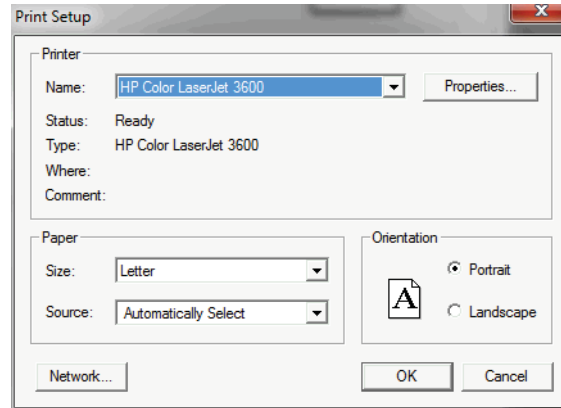 Print Setup
Printer
Name: HP Color LaserJet 3600 Properties...
Status: Ready
Type: HP Color LaserJet 3600
Where:
Comment:
Paper
Size: Letter
Source: Automatically Select
Orientation
A
Portrait
Landscape
Network... OK Cancel